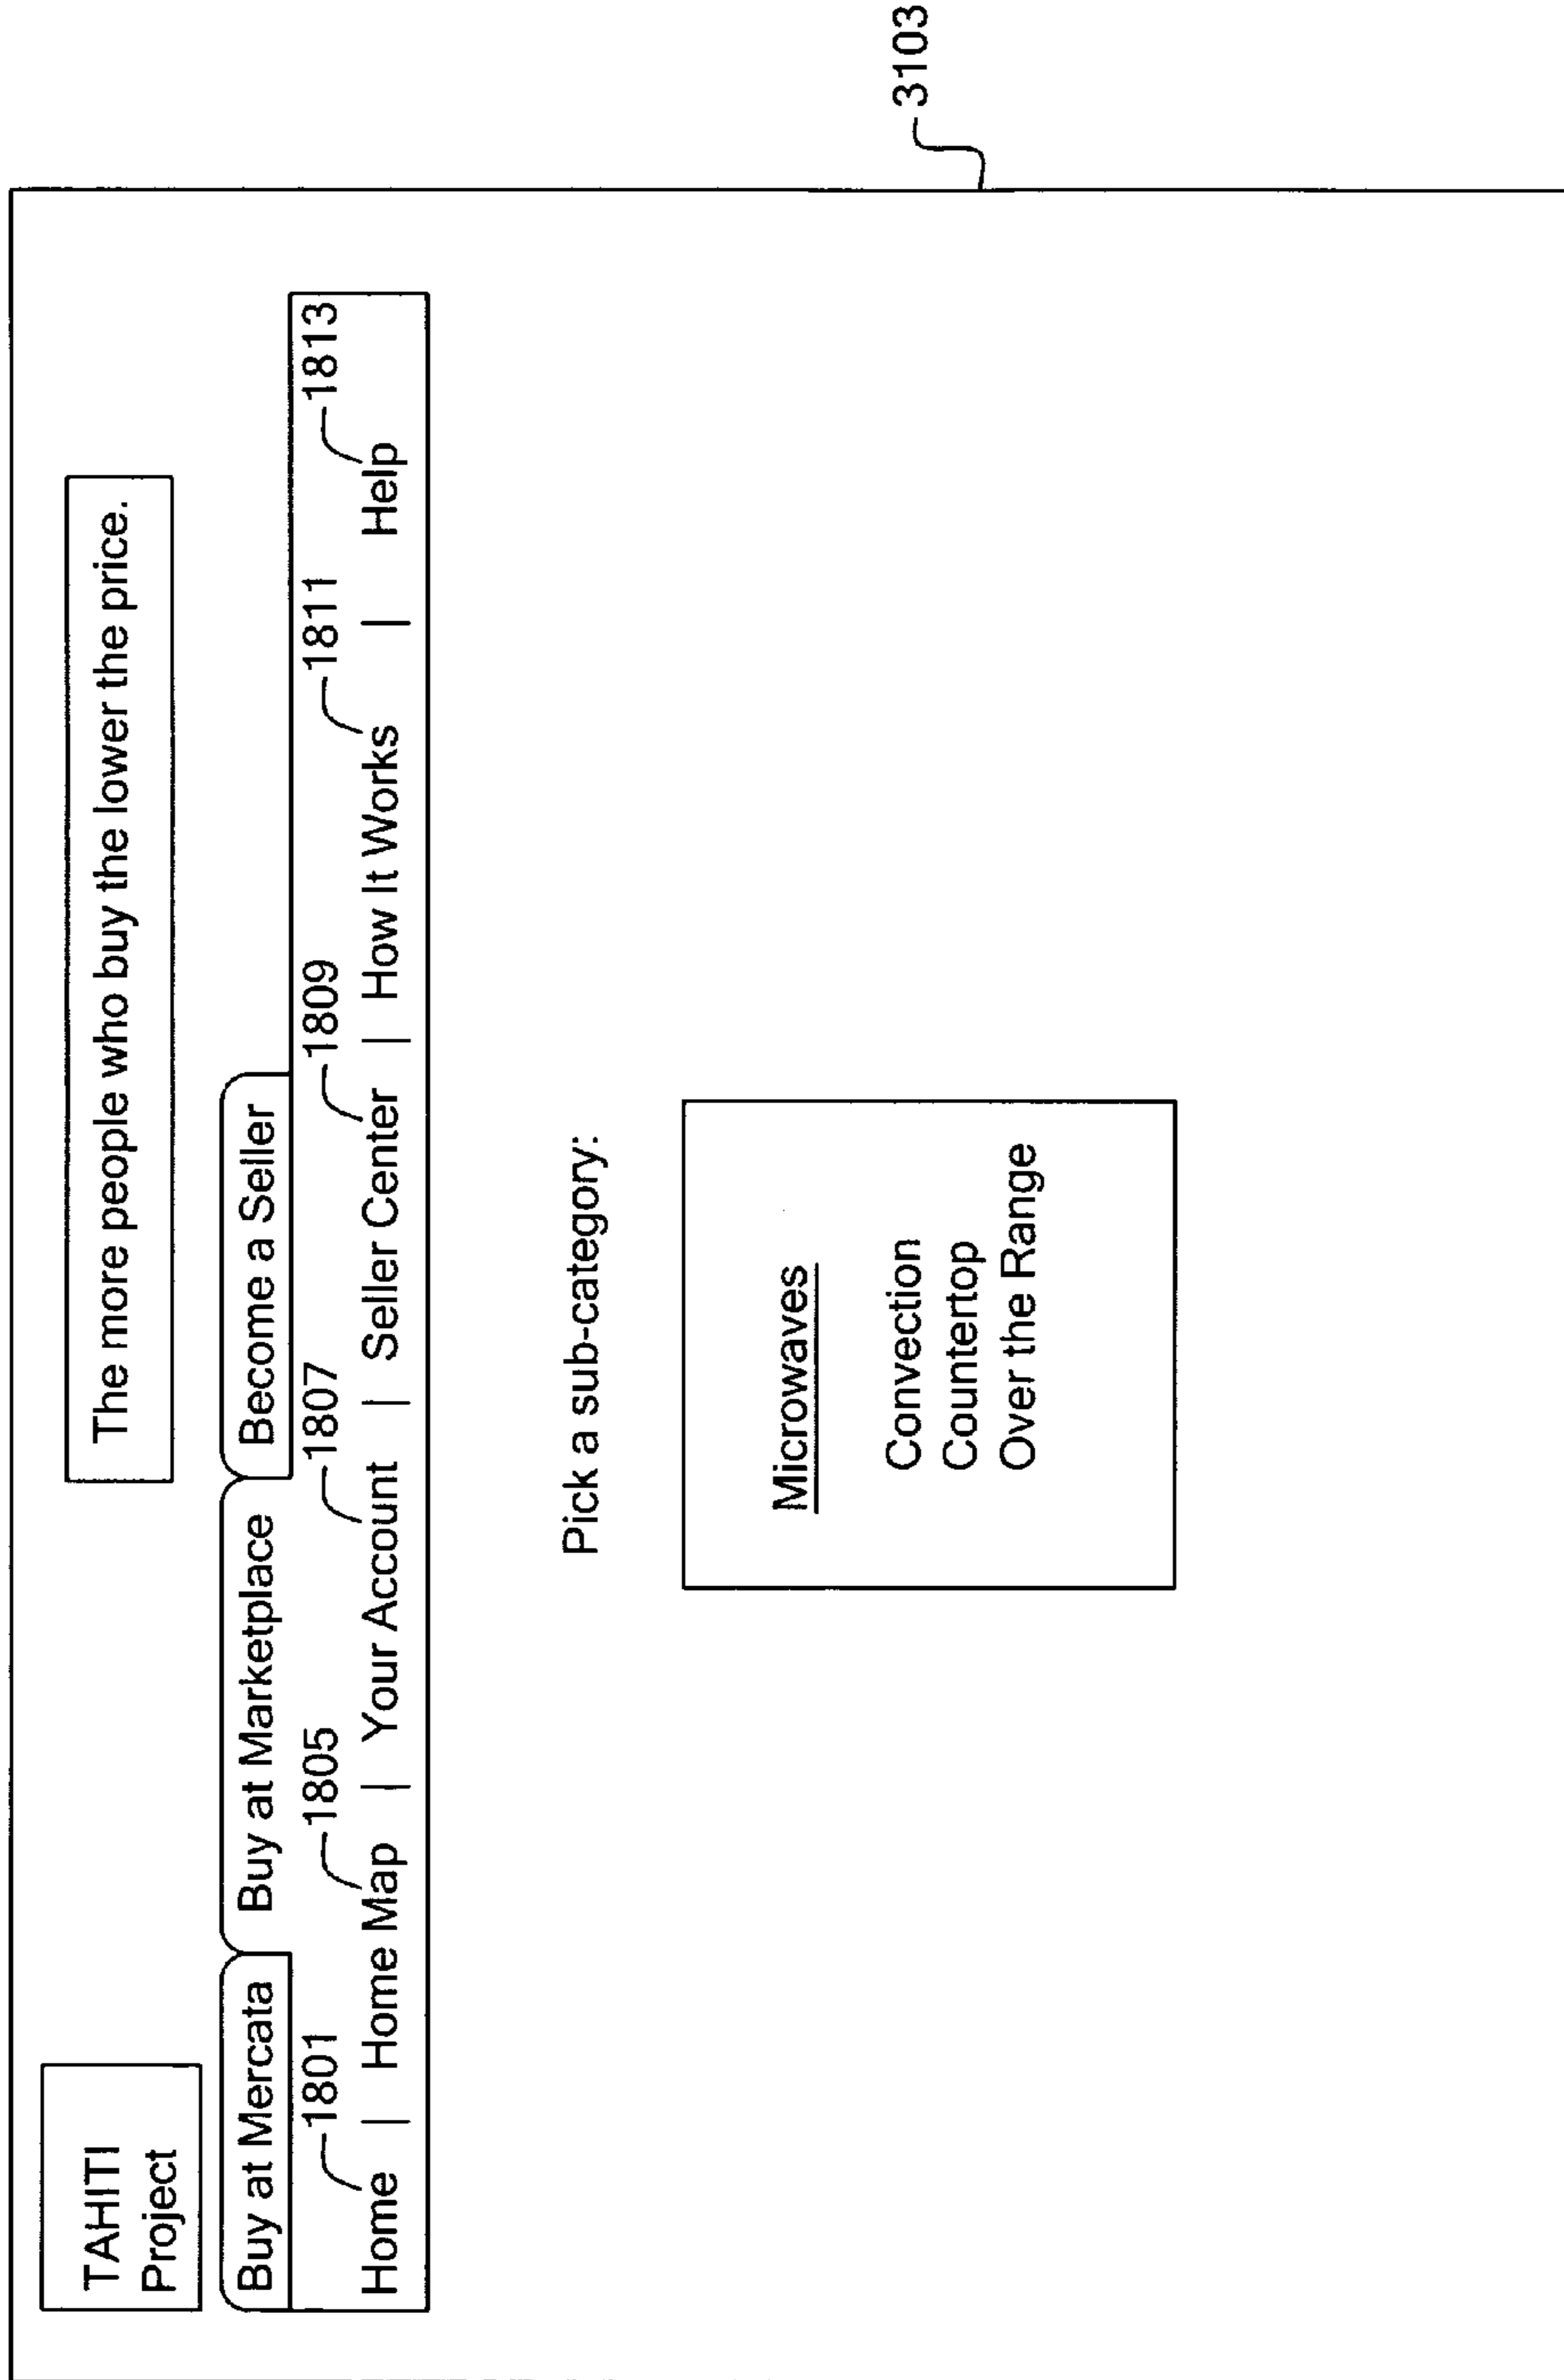 TAHITI
Project
The more people who buy the lower the price.
Buy at Mercata
Buy at Marketplace
Become a Seller
1801
1805
1807
1809
1811
1813
Home | Home Map | Your Account | Seller Center | How It Works | Help
Pick a sub-category:
Microwaves
Convection
Countertop
Over the Range
3103